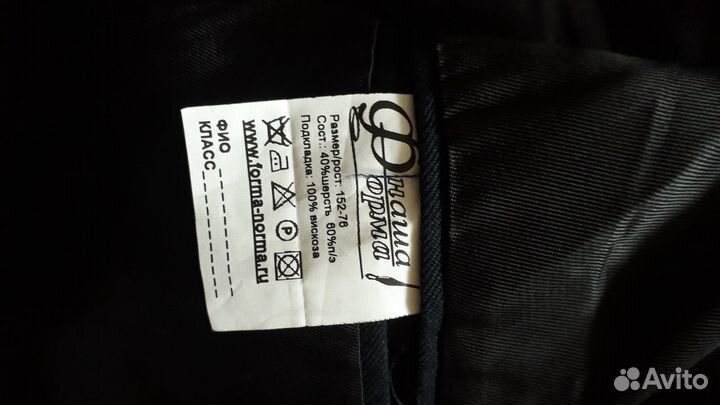 наша
Форма
Размер/рост: 152-76
Сост.: 40%шерсть 60%п/э
Подкладка: 100% вискоза
P
www.forma-norma.ru
ФИО
КЛАСС
Avito